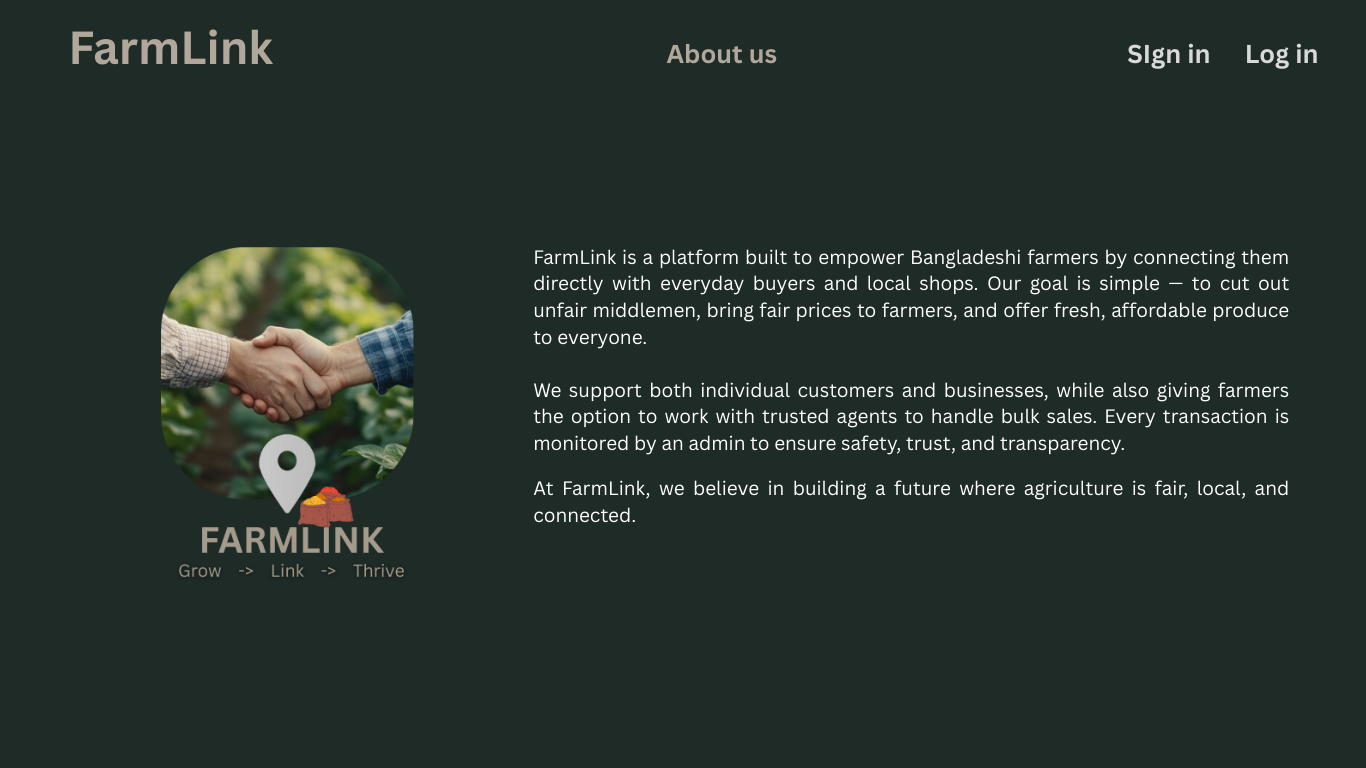 FarmLink
About us
SIgn in
Log in
FarmLink is a platform built to empower Bangladeshi farmers by connecting them
directly with everyday buyers and local shops. Our goal is simple — to cut out
unfair middlemen, bring fair prices to farmers, and offer fresh, affordable produce
to everyone.
We support both individual customers and businesses, while also giving farmers
the option to work with trusted agents to handle bulk sales. Every transaction is
monitored by an admin to ensure safety, trust, and transparency.
At FarmLink, we believe in building a future where agriculture is fair, local, and
connected.
FARMLINK
Grow -> Link -> Thrive